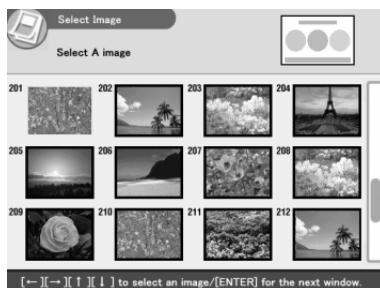 Select Image
Select A image
201 202 203 204
205 206 207 208
209 210 211 212
[←][→][↑][↓] to select an image/[ENTER] for the next window.